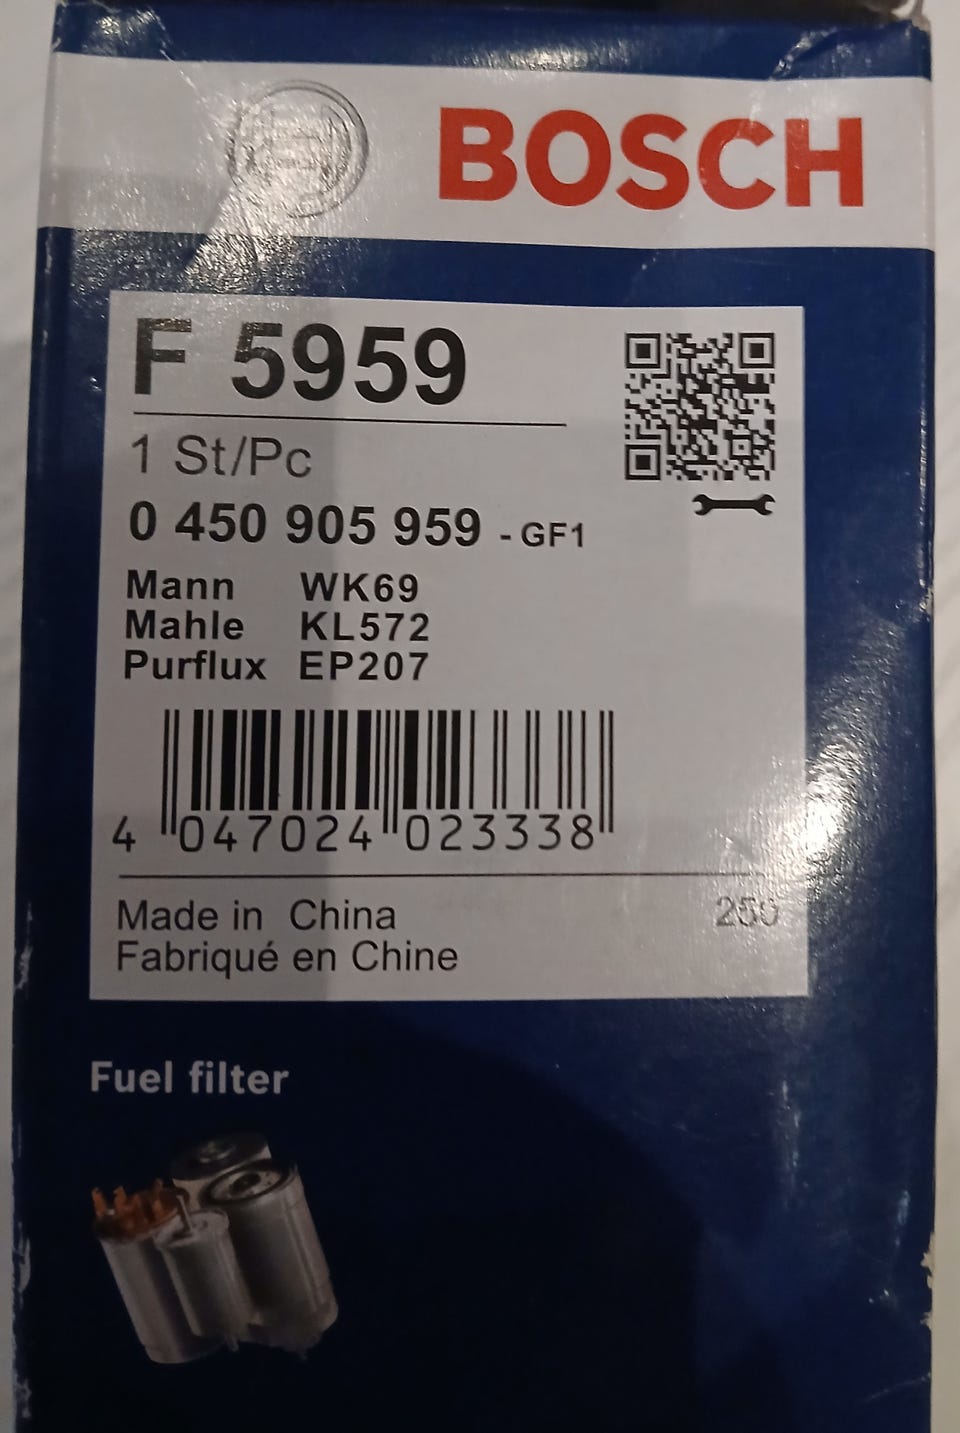 BOSCH
F 5959
1 St/Pc
0 450 905 959 - GF1
Mann WK69
Mahle KL572
Purflux EP207
4 047024 023338
Made in China 250
Fabriqué en Chine
Fuel filter